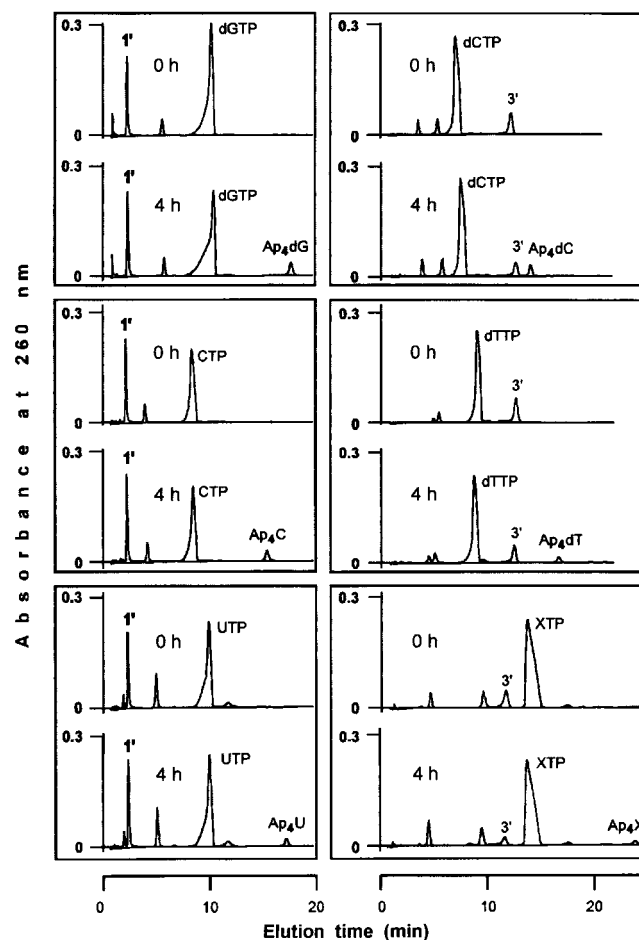 Absorbance at 260 nm
0.3
1'
0 h
dGTP
0
0.3
1'
4 h
dGTP
Ap4dG
0
0.3
0 h
dCTP
3'
0
0.3
4 h
dCTP
3'
Ap4dC
0
0.3
1'
0 h
CTP
0
0.3
1'
4 h
CTP
Ap4C
0
0.3
0 h
dTTP
3'
0
0.3
4 h
dTTP
3'
Ap4dT
0
0.3
1'
0 h
UTP
0
0.3
1'
4 h
UTP
Ap4U
0
0.3
0 h
3'
XTP
0
0.3
4 h
3'
XTP
Ap4X
0
0 10 20
0 10 20
Elution time (min)